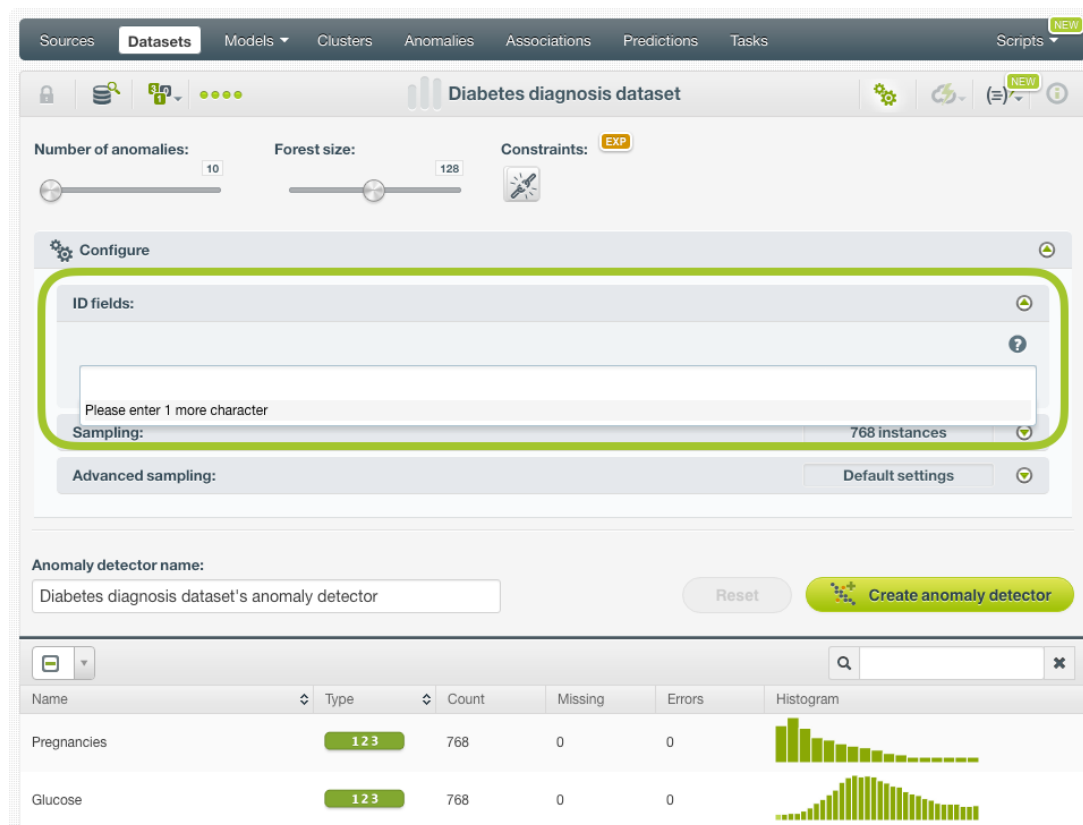 Sources Datasets Models Clusters Anomalies Associations Predictions Tasks Scripts NEW
Diabetes diagnosis dataset (=) NEW
Number of anomalies: Forest size: Constraints: EXP
10 128
Configure
ID fields:
?
Please enter 1 more character
Sampling: 768 instances
Advanced sampling: Default settings
Anomaly detector name:
Diabetes diagnosis dataset's anomaly detector Reset Create anomaly detector
Name Type Count Missing Errors Histogram
Pregnancies 123 768 0 0
Glucose 123 768 0 0